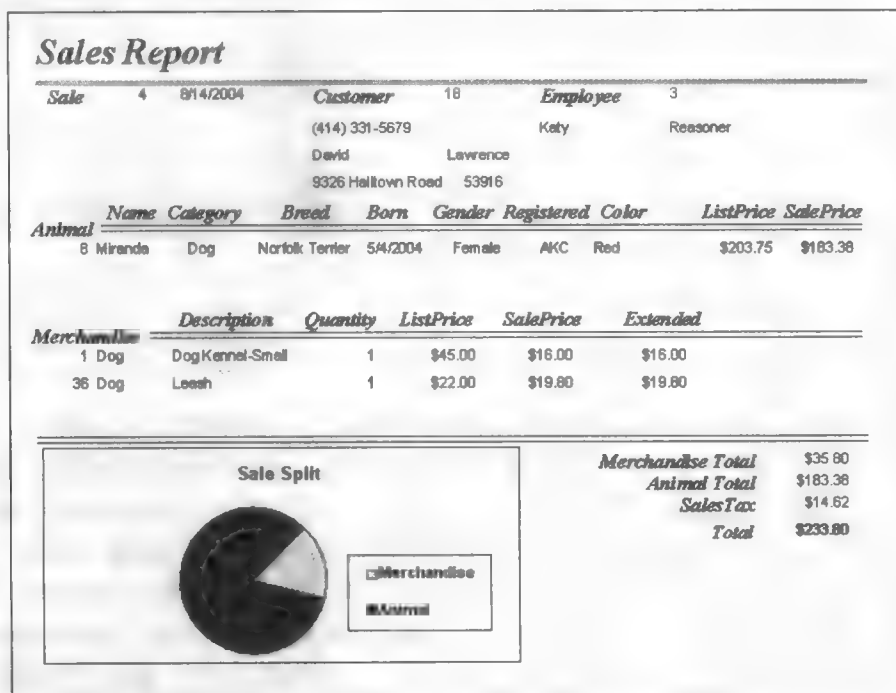 Sales Report
Sale 4 8/14/2004 Customer 18 Employee 3
(414) 331-5679 Katy Reasoner
David Lawrence
9326 Halltown Road 53916
Name Category Breed Born Gender Registered Color ListPrice SalePrice
Animal
8 Miranda Dog Norfolk Terrier 5/4/2004 Female AKC Red $203.75 $183.38
Description Quantity ListPrice SalePrice Extended
Merchandise
1 Dog Dog Kennel-Small 1 $45.00 $16.00 $16.00
36 Dog Leash 1 $22.00 $19.80 $19.80
Sale Split
Merchandise
Animal
Merchandise Total $35.80
Animal Total $183.38
SalesTax $14.62
Total $233.80